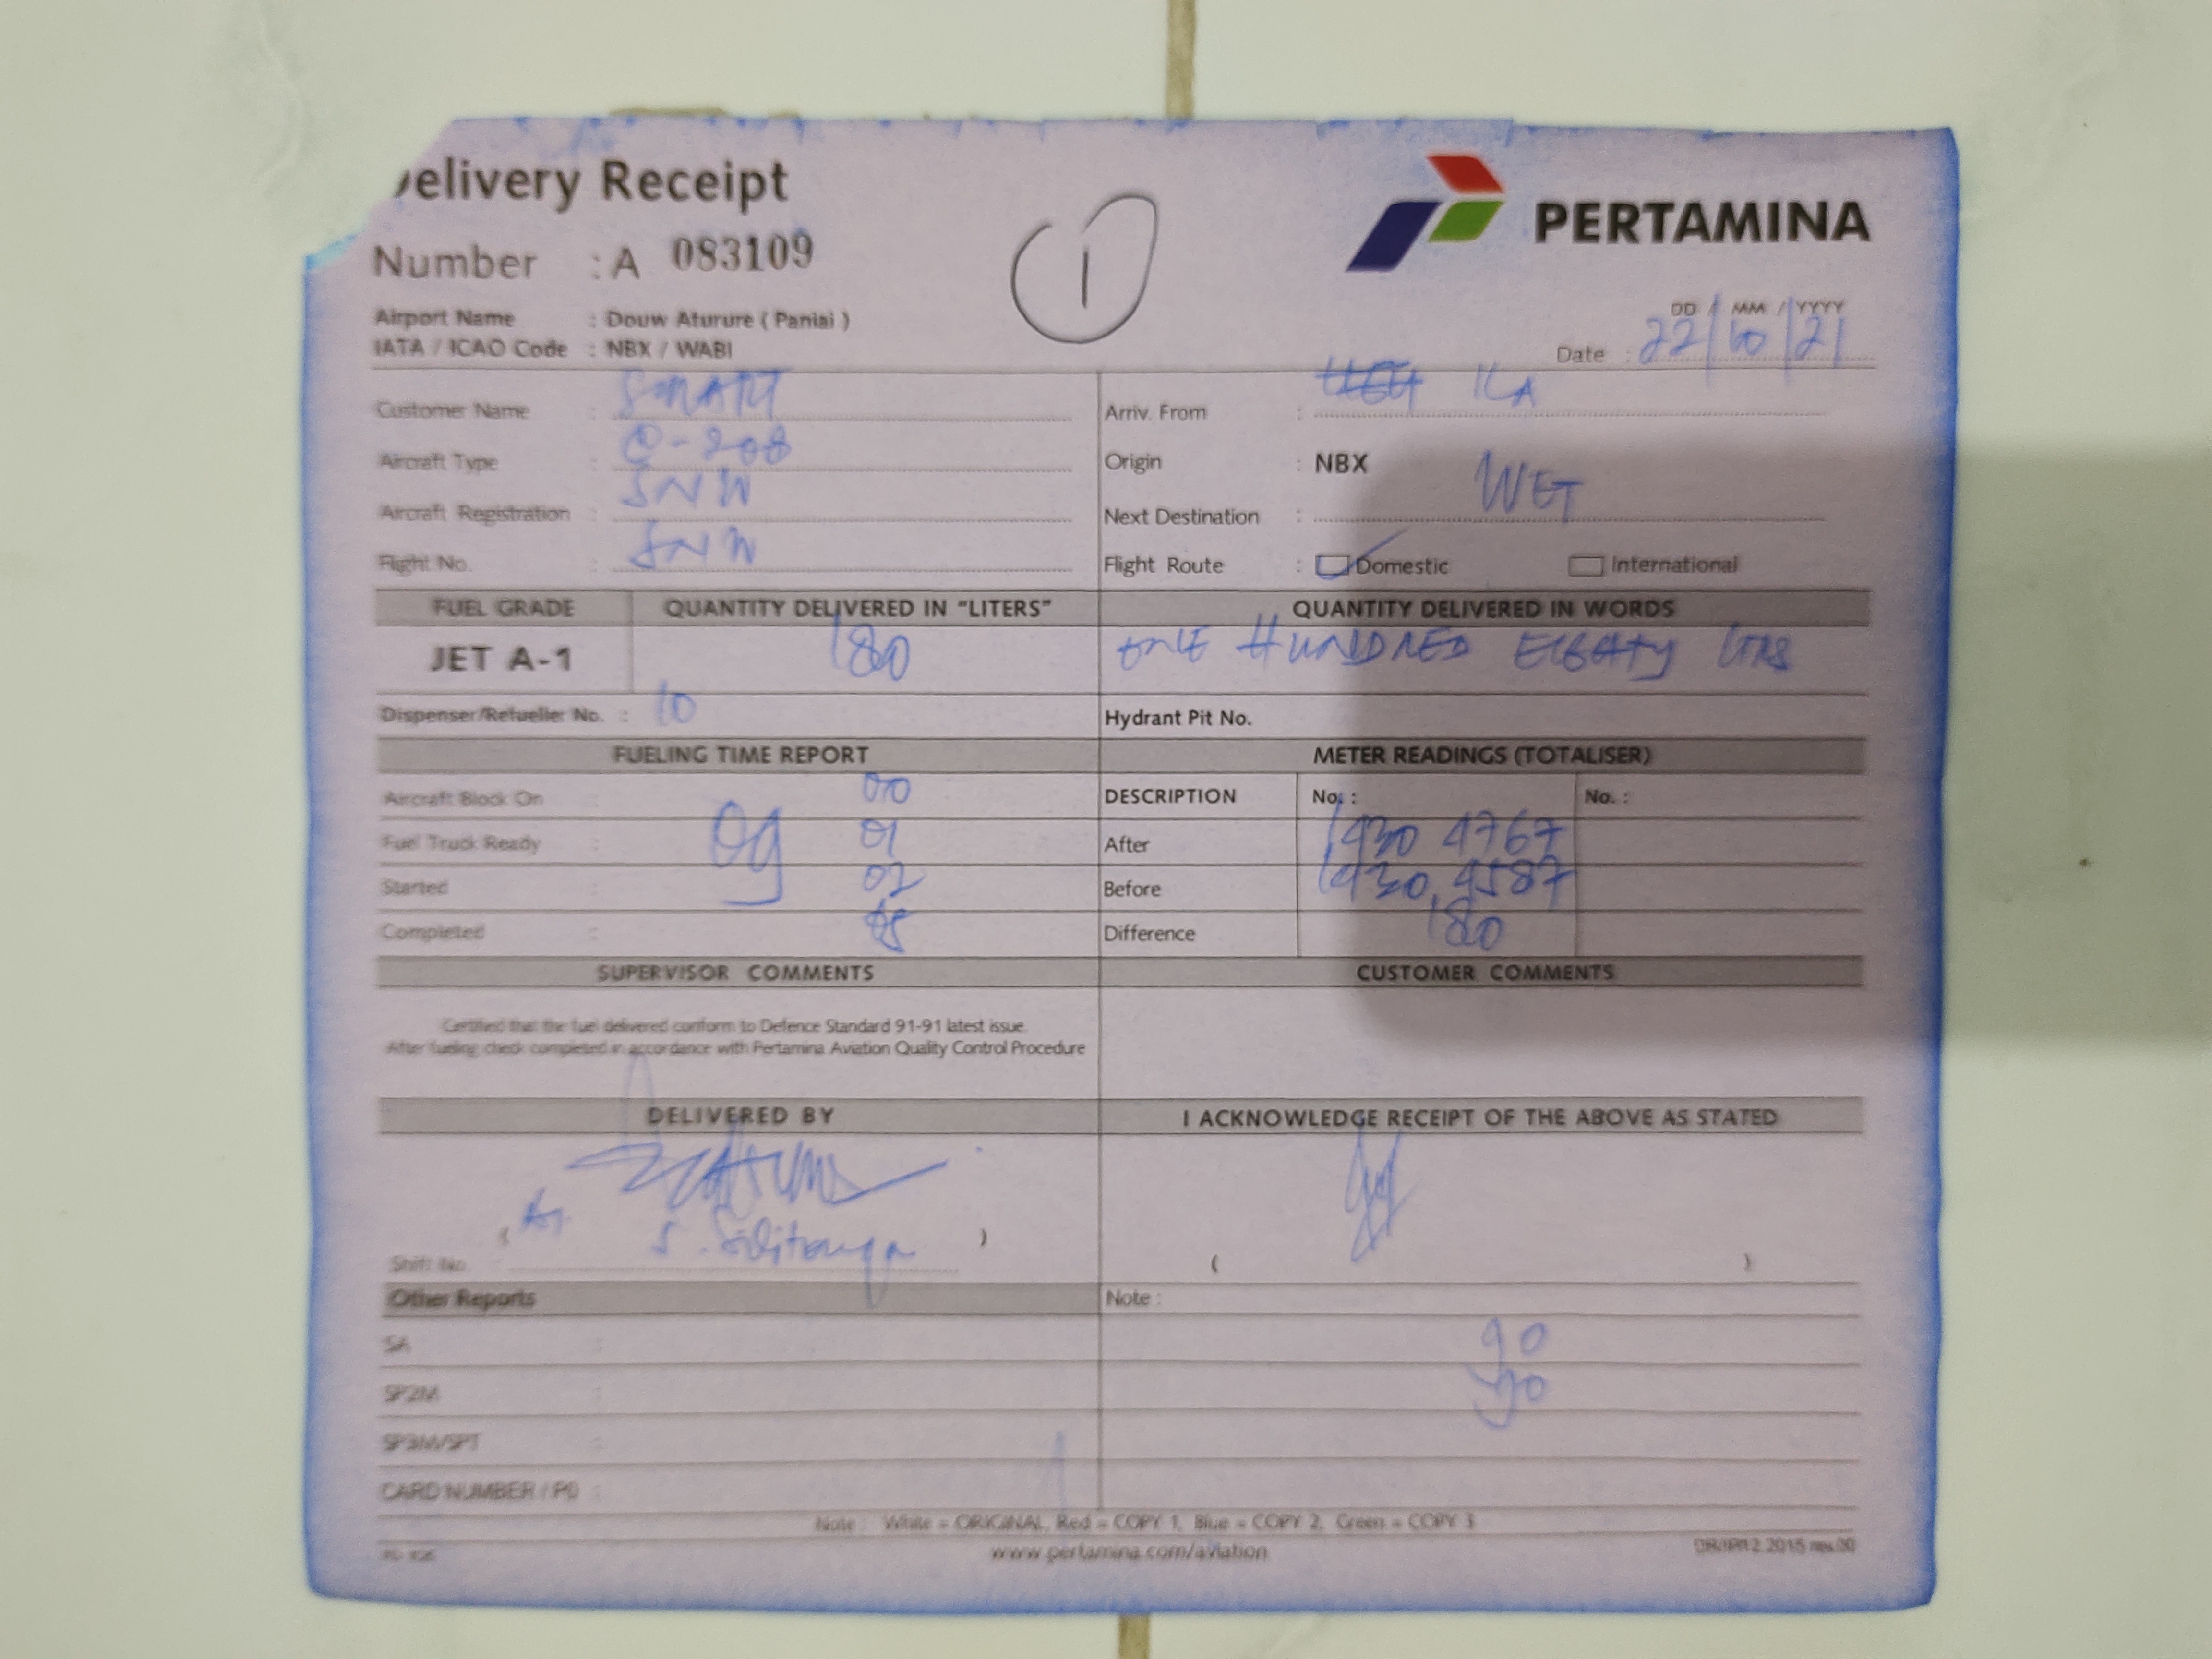 elivery Receipt
PERTAMINA
Number : A 083109
1
Airport Name : Douw Aturure ( Paniai )
IATA / ICAO Code : NBX / WABI
DD / MM / YYYY
Date : 22/10/21
Customer Name : SMART
Arriv. From : ILA
Aircraft Type : C-208
Origin : NBX
Aircraft Registration : SNW
Next Destination : WET
Flight No. : SNW
Flight Route : Domestic International
FUEL GRADE QUANTITY DELIVERED IN "LITERS" QUANTITY DELIVERED IN WORDS
JET A-1 180 ONE HUNDRED EIGHTY LTRS
Dispenser/Refueller No. : 10 Hydrant Pit No.
FUELING TIME REPORT METER READINGS (TOTALISER)
Aircraft Block On : 00 DESCRIPTION No. : No. :
Fuel Truck Ready : 09 01 After 1430 4767
Started : 02 Before 1430 4587
Completed : 05 Difference 180
SUPERVISOR COMMENTS CUSTOMER COMMENTS
Certified that the fuel delivered conform to Defence Standard 91-91 latest issue.
After fueling check completed in accordance with Pertamina Aviation Quality Control Procedure
DELIVERED BY I ACKNOWLEDGE RECEIPT OF THE ABOVE AS STATED
( )
Shift No. ( )
Other Reports Note :
SA : 90
SP2M : 90
SP3M/SPT :
CARD NUMBER / PO :
Note White = ORIGINAL, Red = COPY 1, Blue = COPY 2, Green = COPY 3
www.pertamina.com/aviation